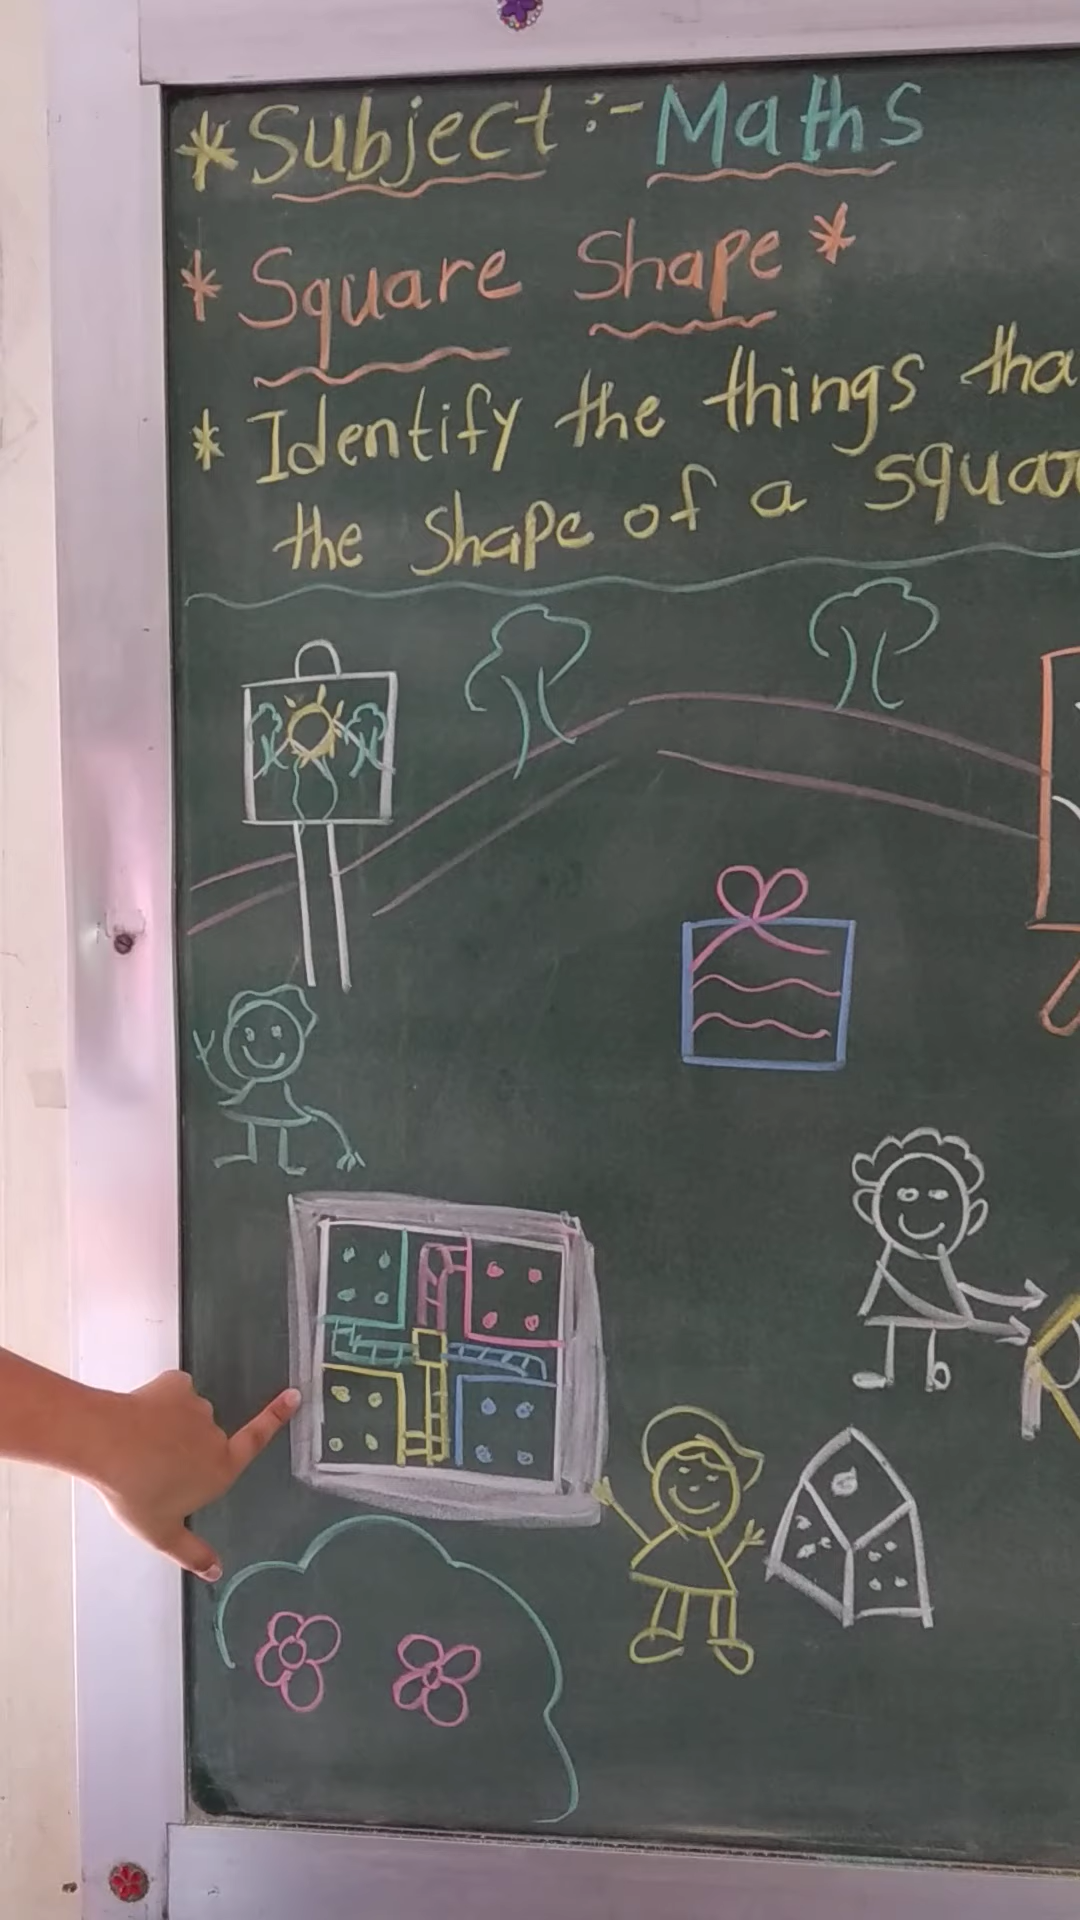 * Subject :- Maths
* Square Shape *
* Identify the things tha
the shape of a squar